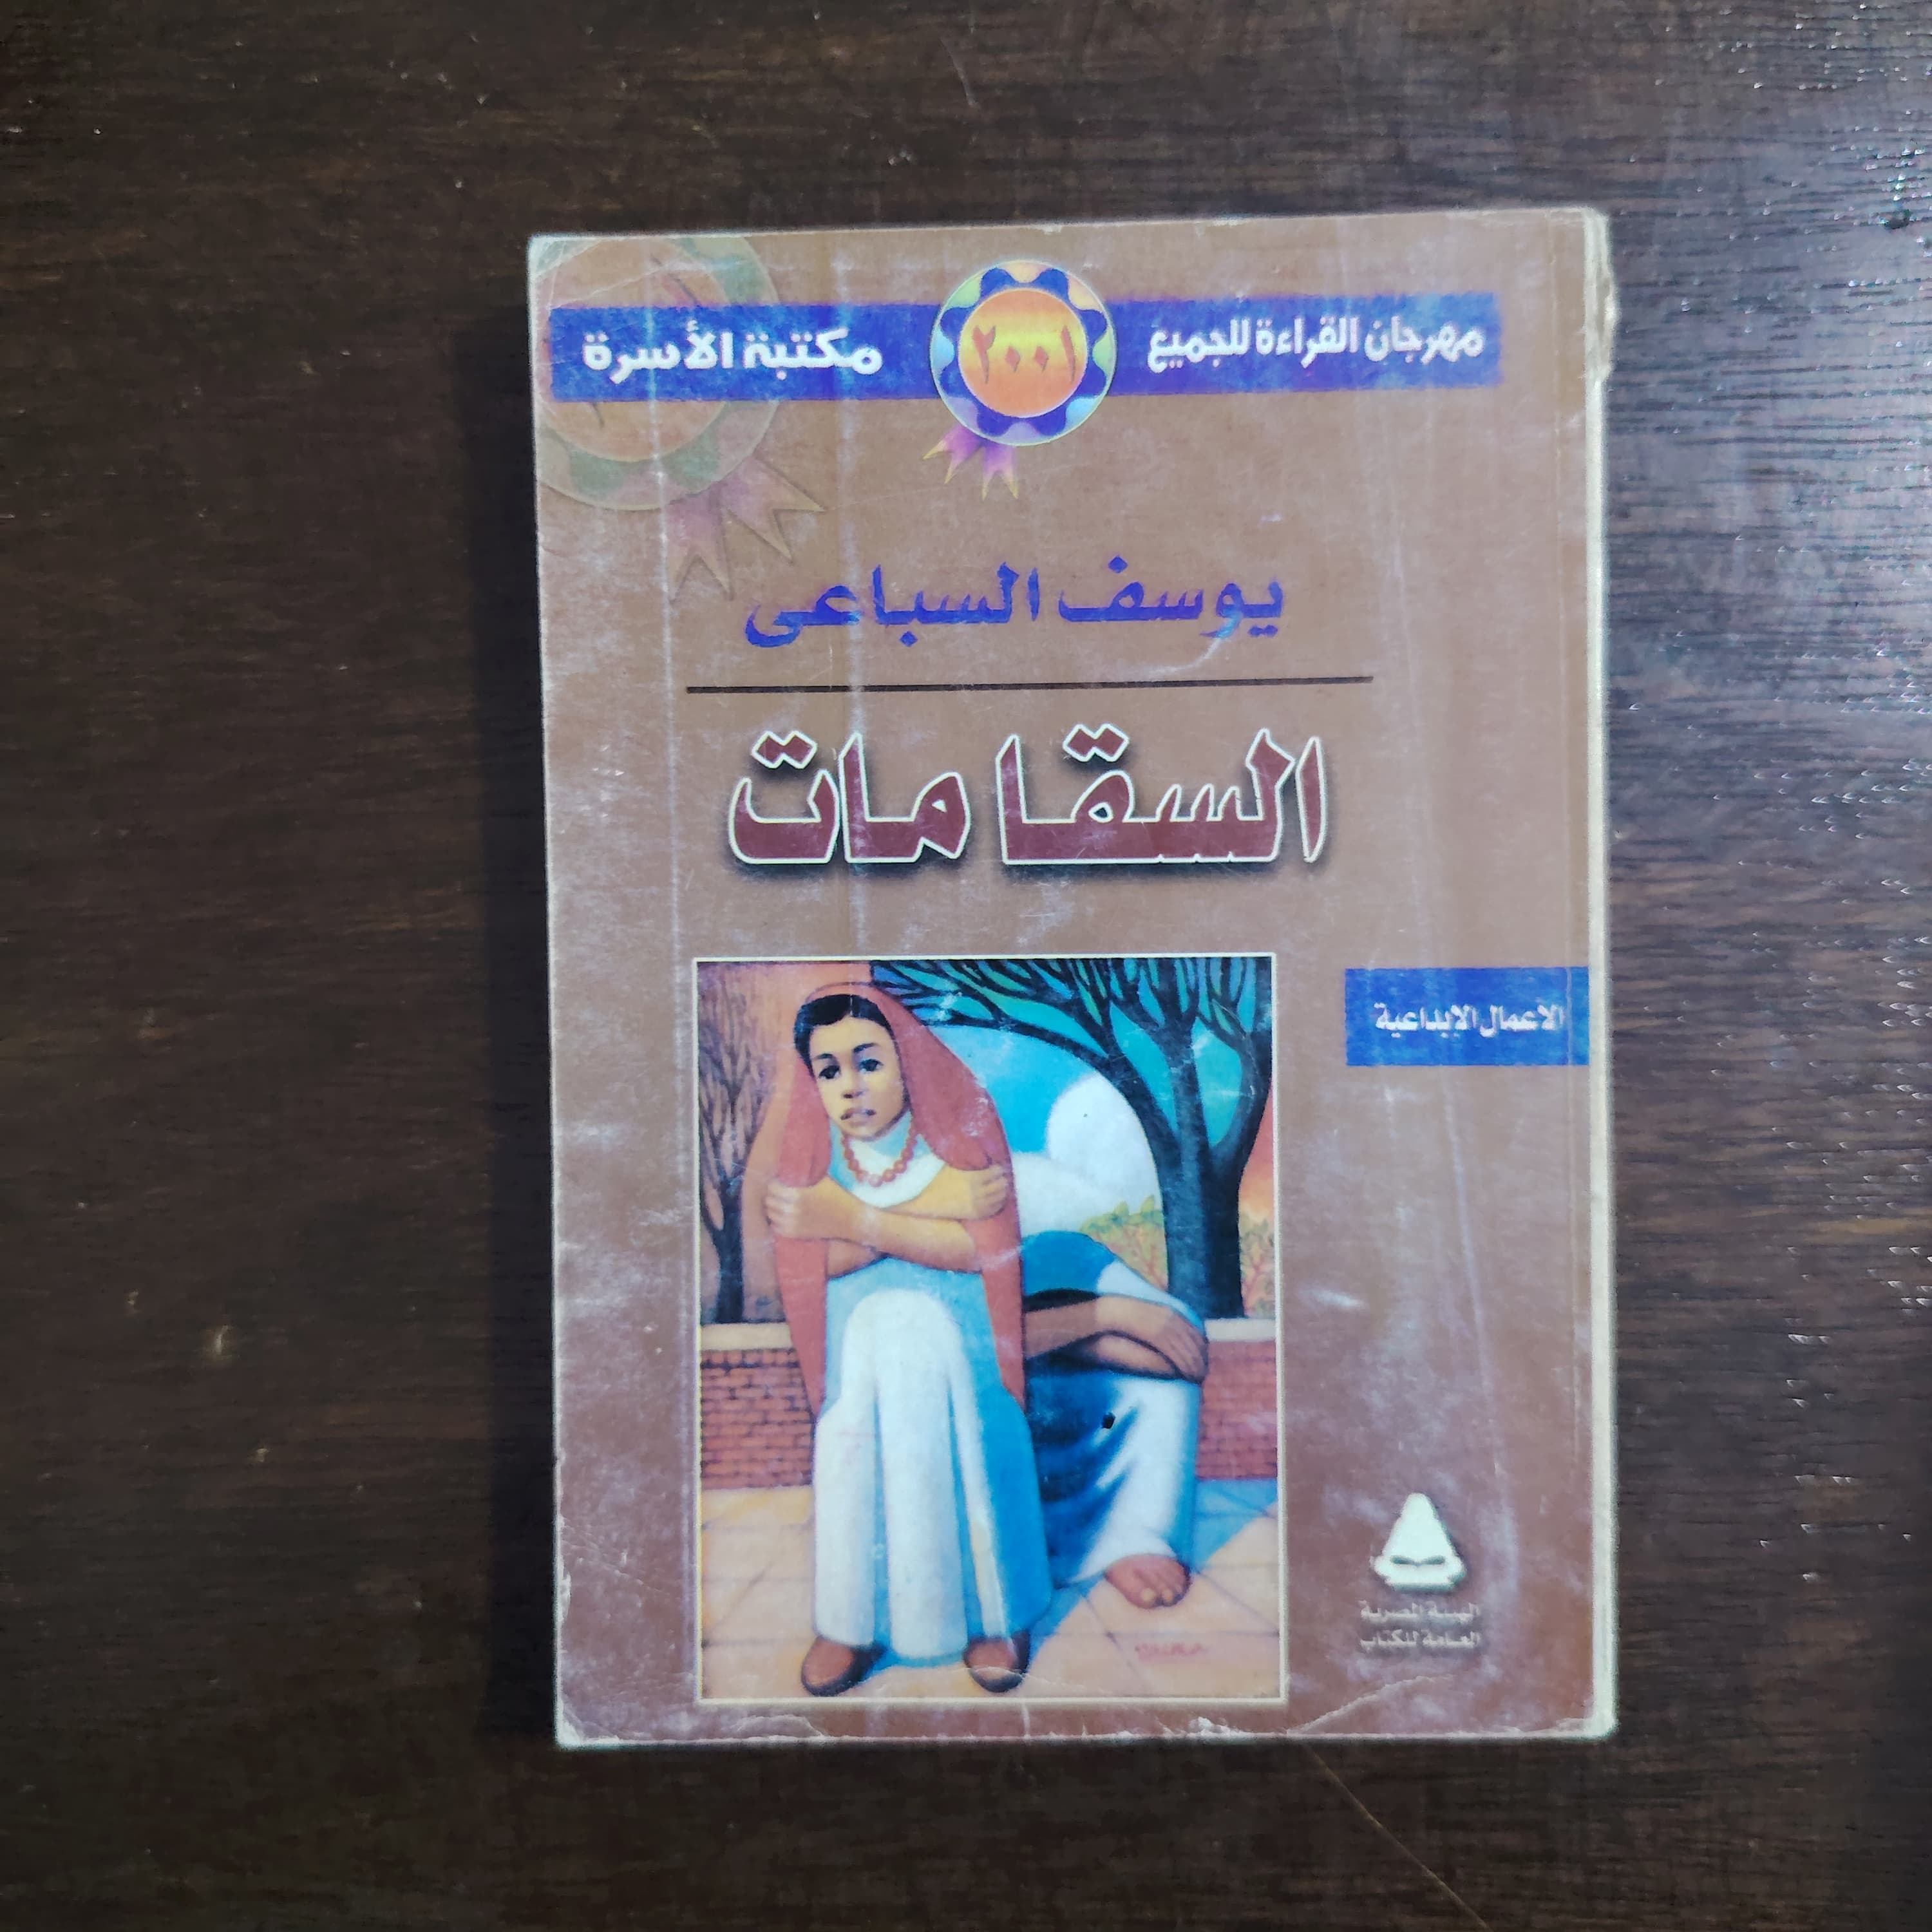 مهرجان القراءة للجميع
٢٠٠١
مكتبة الأسرة
يوسف السباعى
السقا مات
الأعمال الإبداعية
الهيئة المصرية
العامة للكتاب